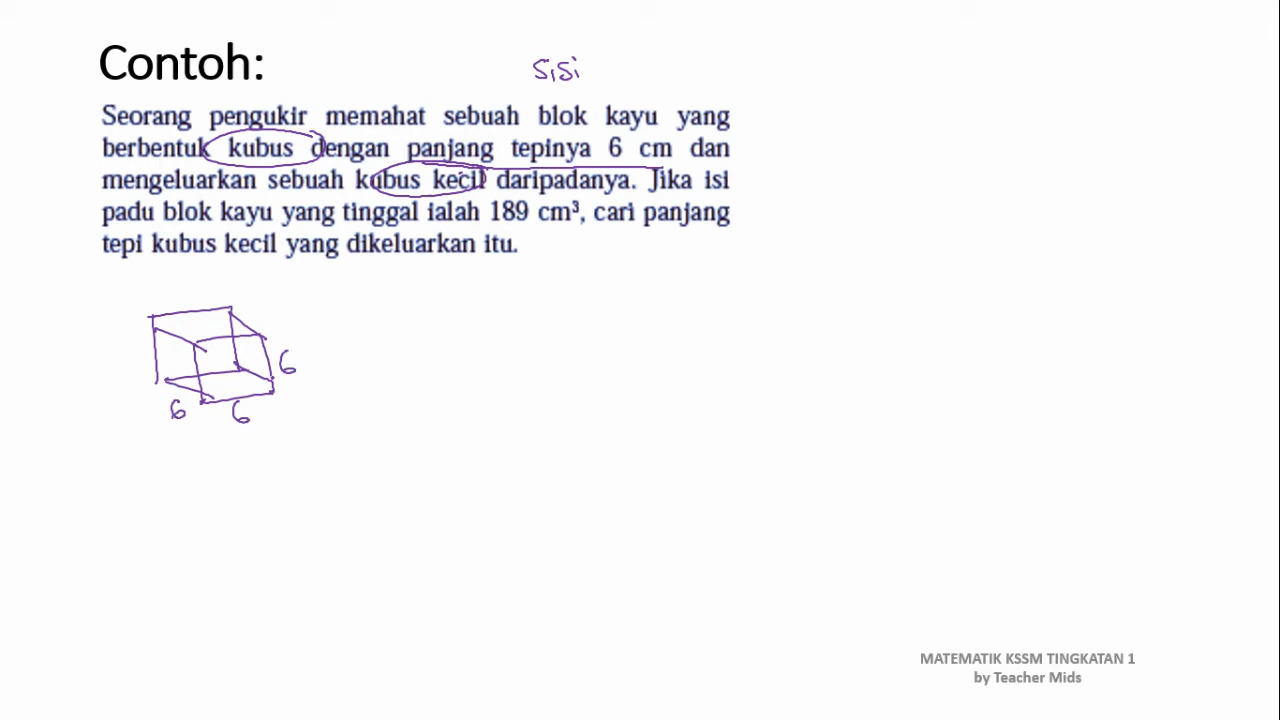 Contoh:
sisi
Seorang pengukir memahat sebuah blok kayu yang
berbentuk kubus dengan panjang tepinya 6 cm dan
mengeluarkan sebuah kubus kecil daripadanya. Jika isi
padu blok kayu yang tinggal ialah 189 cm³, cari panjang
tepi kubus kecil yang dikeluarkan itu.
6
6
6
MATEMATIK KSSM TINGKATAN 1
by Teacher Mids